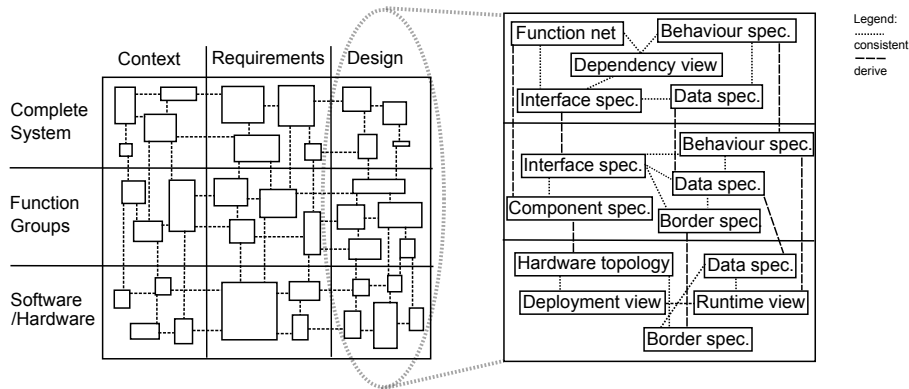 Context
Requirements
Design
Complete
System
Function
Groups
Software
/Hardware
Function net
Behaviour spec.
Dependency view
Interface spec.
Data spec.
Behaviour spec.
Interface spec.
Data spec.
Component spec.
Border spec.
Hardware topology
Data spec.
Deployment view
Runtime view
Border spec.
Legend:
consistent
derive